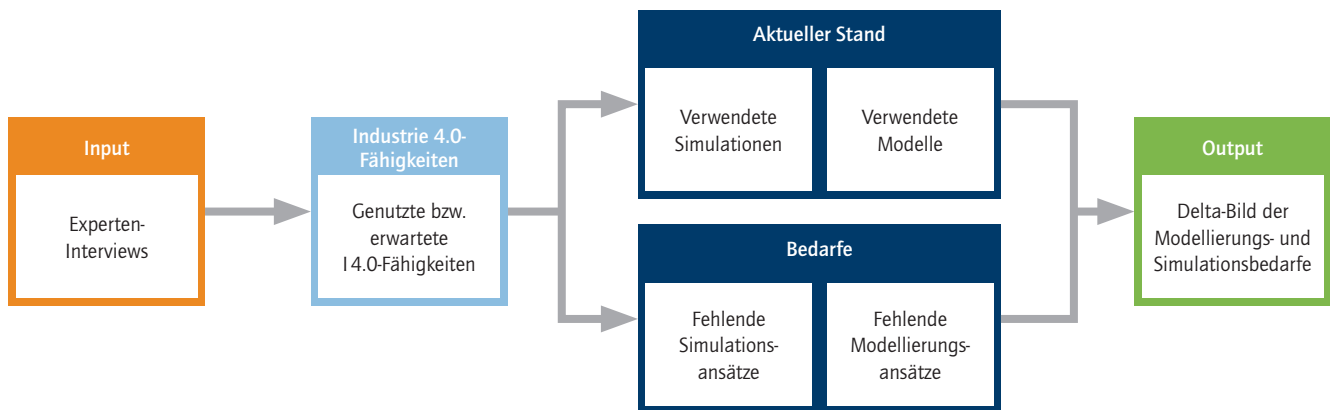 Input
Experten-
Interviews
Industrie 4.0-
Fähigkeiten
Genutzte bzw.
erwartete
I 4.0-Fähigkeiten
Aktueller Stand
Verwendete
Simulationen
Verwendete
Modelle
Bedarfe
Fehlende
Simulations-
ansätze
Fehlende
Modellierungs-
ansätze
Output
Delta-Bild der
Modellierungs- und
Simulationsbedarfe